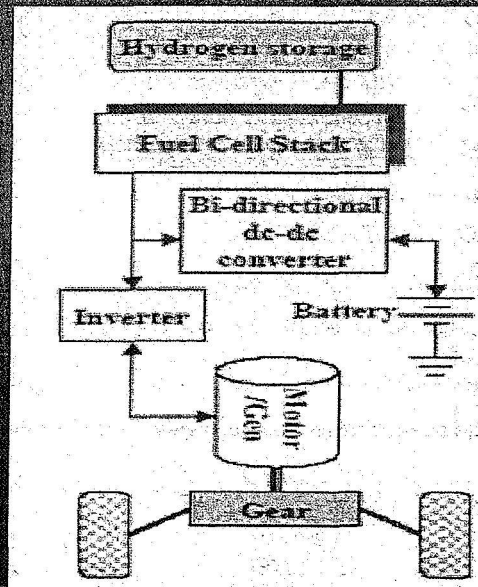 Hydrogen storage
Fuel Cell Stack
Bi-directional
dc-dc
converter
Inverter
Battery
Motor
/Gen
Gear